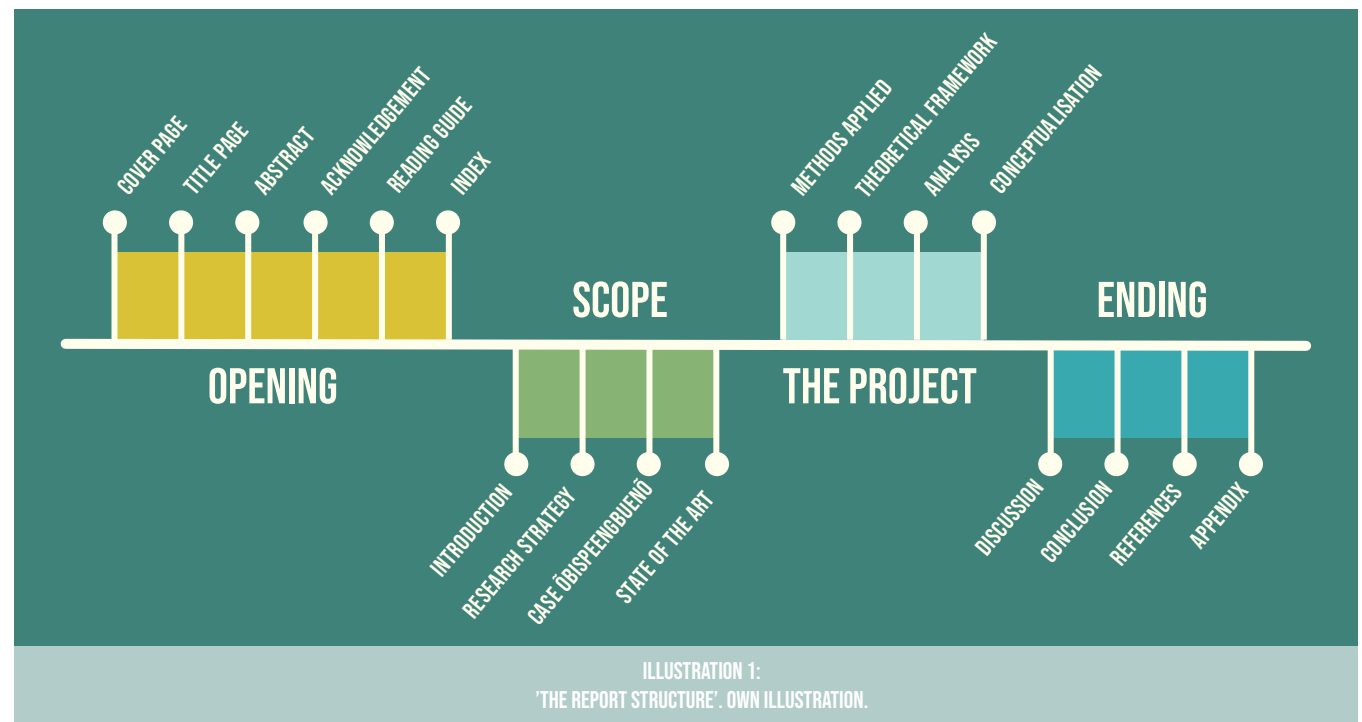 COVER PAGE
TITLE PAGE
ABSTRACT
ACKNOWLEDGEMENT
READING GUIDE
INDEX
OPENING
SCOPE
INTRODUCTION
RESEARCH STRATEGY
CASE ÕBISPEENGBUENÕ
STATE OF THE ART
METHODS APPLIED
THEORETICAL FRAMEWORK
ANALYSIS
CONCEPTUALISATION
THE PROJECT
ENDING
DISCUSSION
CONCLUSION
REFERENCES
APPENDIX
ILLUSTRATION 1:
'THE REPORT STRUCTURE'. OWN ILLUSTRATION.